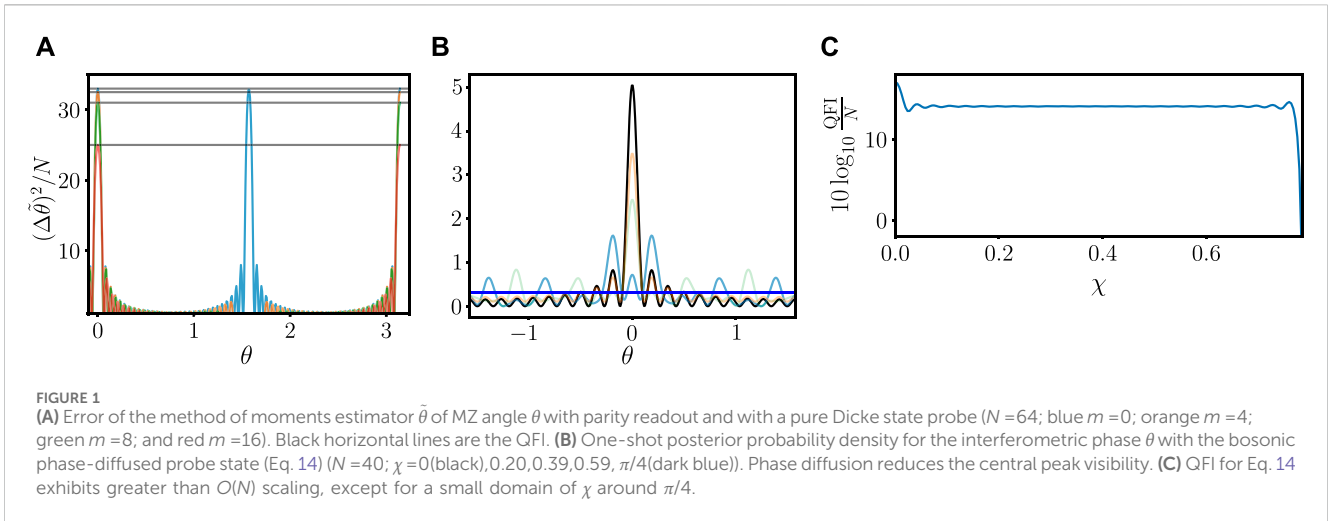 A
B
C
(Δθ̃)²/N
30
20
10
0
1
2
3
θ
5
4
3
2
1
0
−1
0
1
θ
10 log₁₀ QFI/N
10
0
0.0
0.2
0.4
0.6
χ
FIGURE 1
(A) Error of the method of moments estimator θ̃ of MZ angle θ with parity readout and with a pure Dicke state probe (N =64; blue m =0; orange m =4;
green m =8; and red m =16). Black horizontal lines are the QFI. (B) One-shot posterior probability density for the interferometric phase θ with the bosonic
phase-diffused probe state (Eq. 14) (N =40; χ =0(black),0.20,0.39,0.59, π/4(dark blue)). Phase diffusion reduces the central peak visibility. (C) QFI for Eq. 14
exhibits greater than O(N) scaling, except for a small domain of χ around π/4.